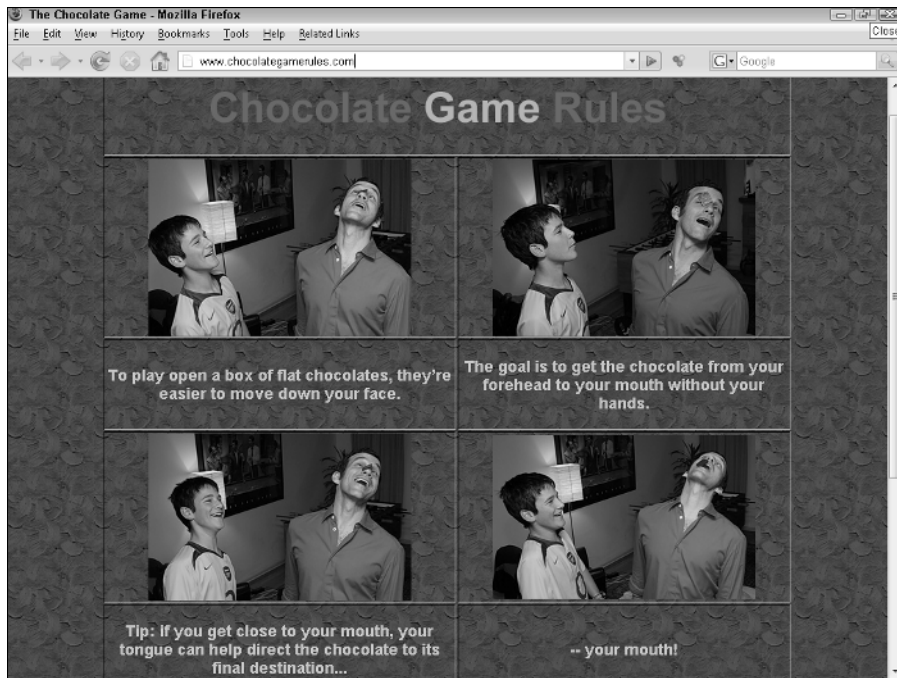 The Chocolate Game - Mozilla Firefox
Close
File Edit View History Bookmarks Tools Help Related Links
www.chocolategamerules.com
G Google
Chocolate Game Rules
To play open a box of flat chocolates, they're
easier to move down your face.
The goal is to get the chocolate from your
forehead to your mouth without your
hands.
Tip: if you get close to your mouth, your
tongue can help direct the chocolate to its
final destination...
-- your mouth!